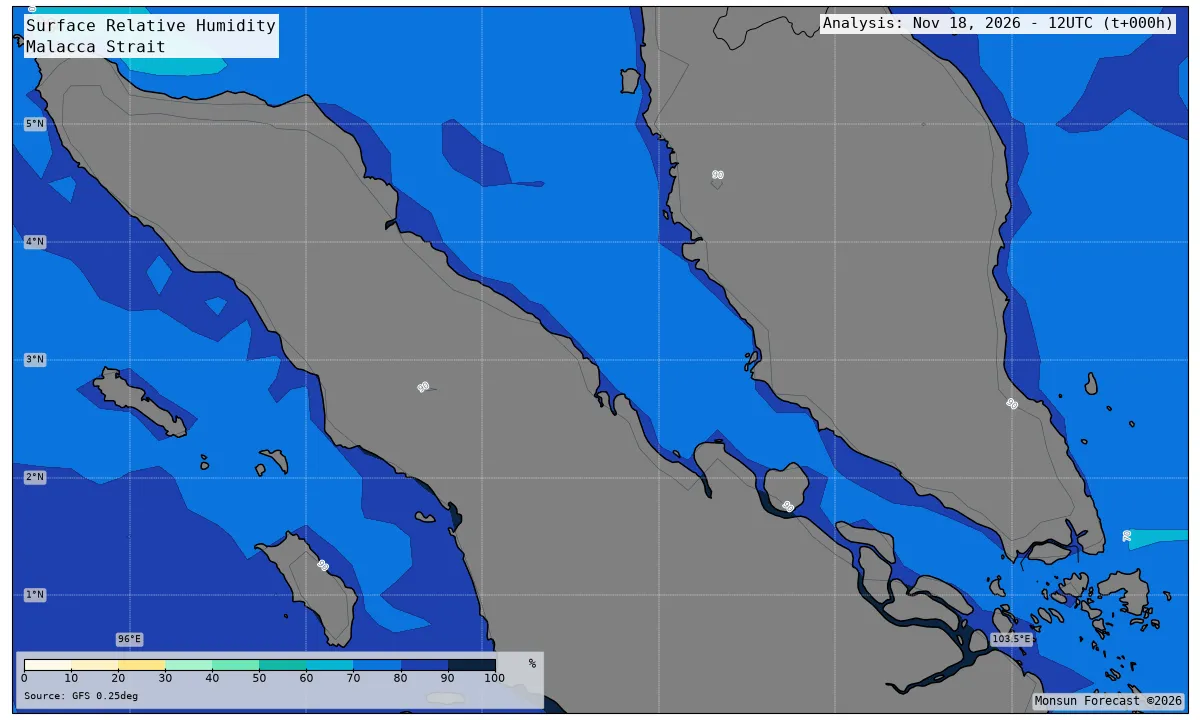 Surface Relative Humidity
Malacca Strait
Analysis: Nov 18, 2026 - 12UTC (t+000h)
5°N
90
4°N
3°N
90
90
2°N
90
70
90
1°N
96°E
103.5°E
%
0 10 20 30 40 50 60 70 80 90 100
Source: GFS 0.25deg
Monsun Forecast ©2026